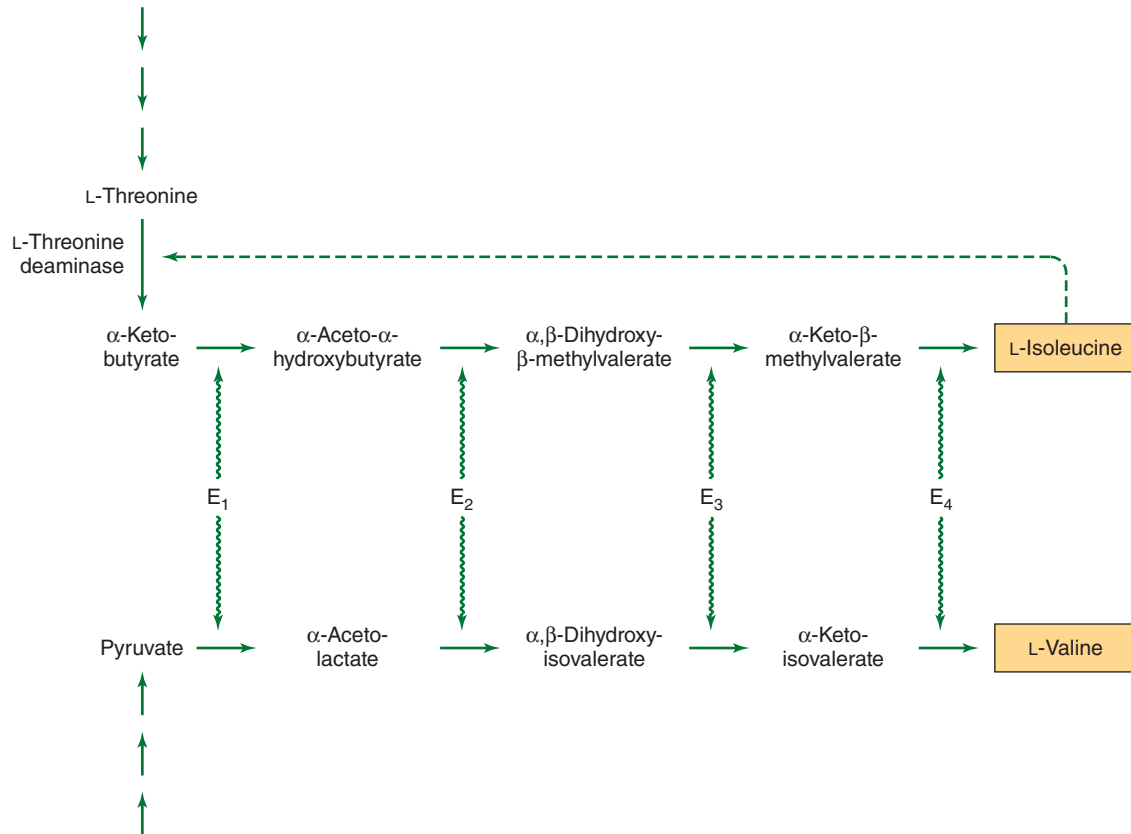 L-Threonine
L-Threonine
deaminase
α-Keto-
butyrate
α-Aceto-α-
hydroxybutyrate
α,β-Dihydroxy-
β-methylvalerate
α-Keto-β-
methylvalerate
L-Isoleucine
E1
E2
E3
E4
Pyruvate
α-Aceto-
lactate
α,β-Dihydroxy-
isovalerate
α-Keto-
isovalerate
L-Valine